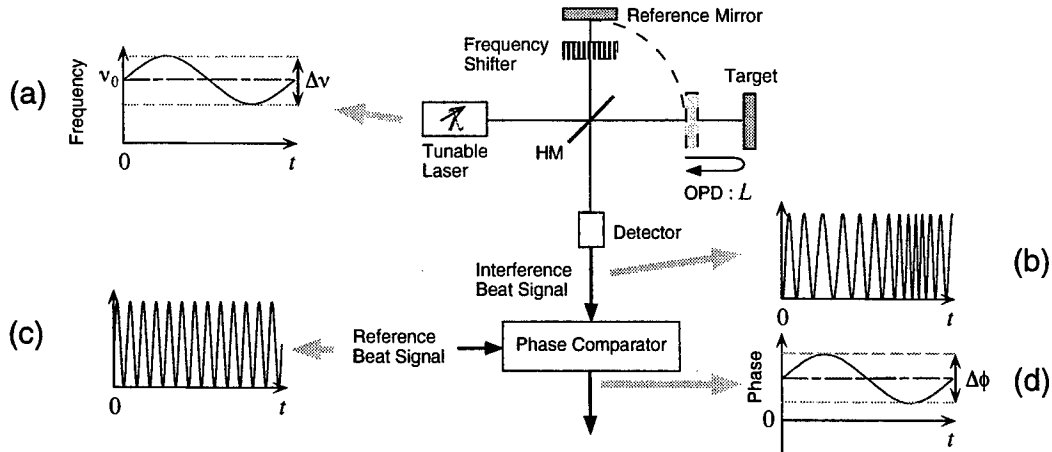 Reference Mirror
Frequency
Shifter
Target
(a)
Frequency
ν₀
Δν
0
t
λ
Tunable
Laser
HM
OPD : L
Detector
(b)
0
t
Interference
Beat Signal
(c)
0
t
Reference
Beat Signal
Phase Comparator
(d)
Phase
Δϕ
0
t